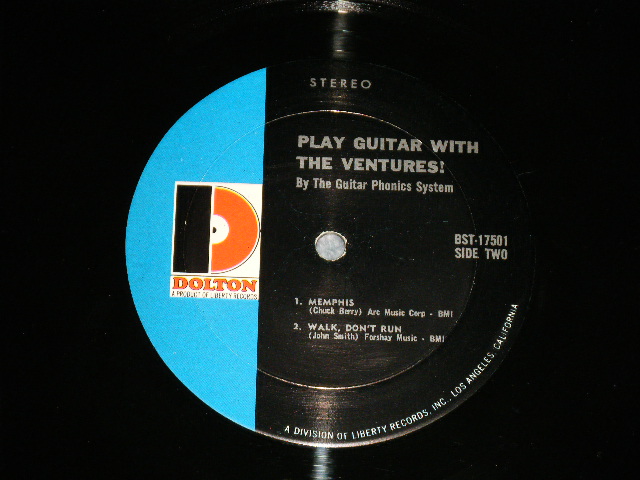 STEREO
PLAY GUITAR WITH
THE VENTURES!
By The Guitar Phonics System
BST-17501
SIDE TWO
DOLTON
A PRODUCT OF LIBERTY RECORDS
1. MEMPHIS
(Chuck Berry) Arc Music Corp - BMI
2. WALK, DON'T RUN
(John Smith) Forshay Music - BMI
A DIVISION OF LIBERTY RECORDS, INC., LOS ANGELES, CALIFORNIA